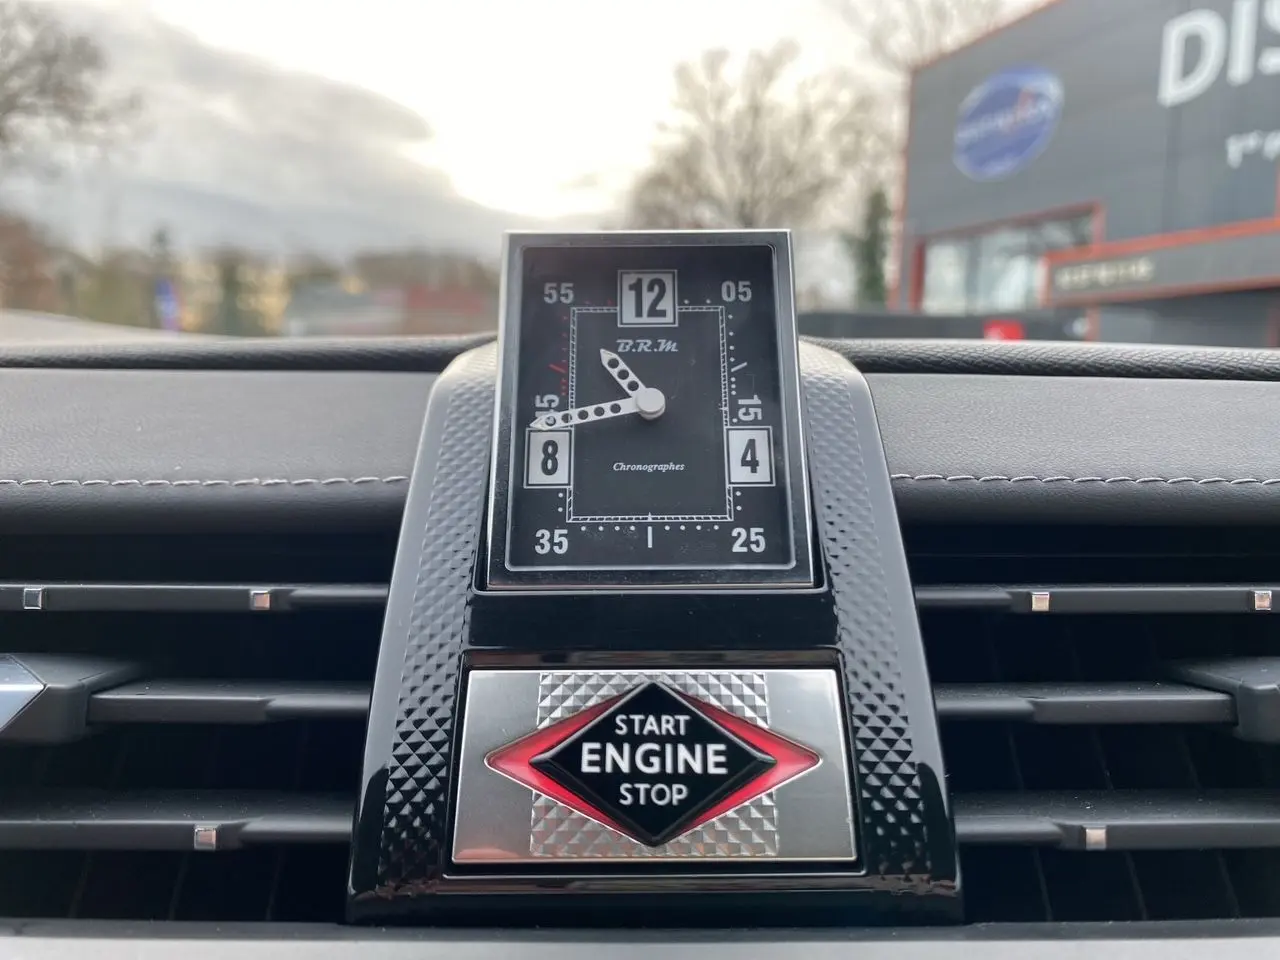 DIS
55
12
05
B.R.M
45
15
8
4
Chronographes
35
25
START
ENGINE
STOP